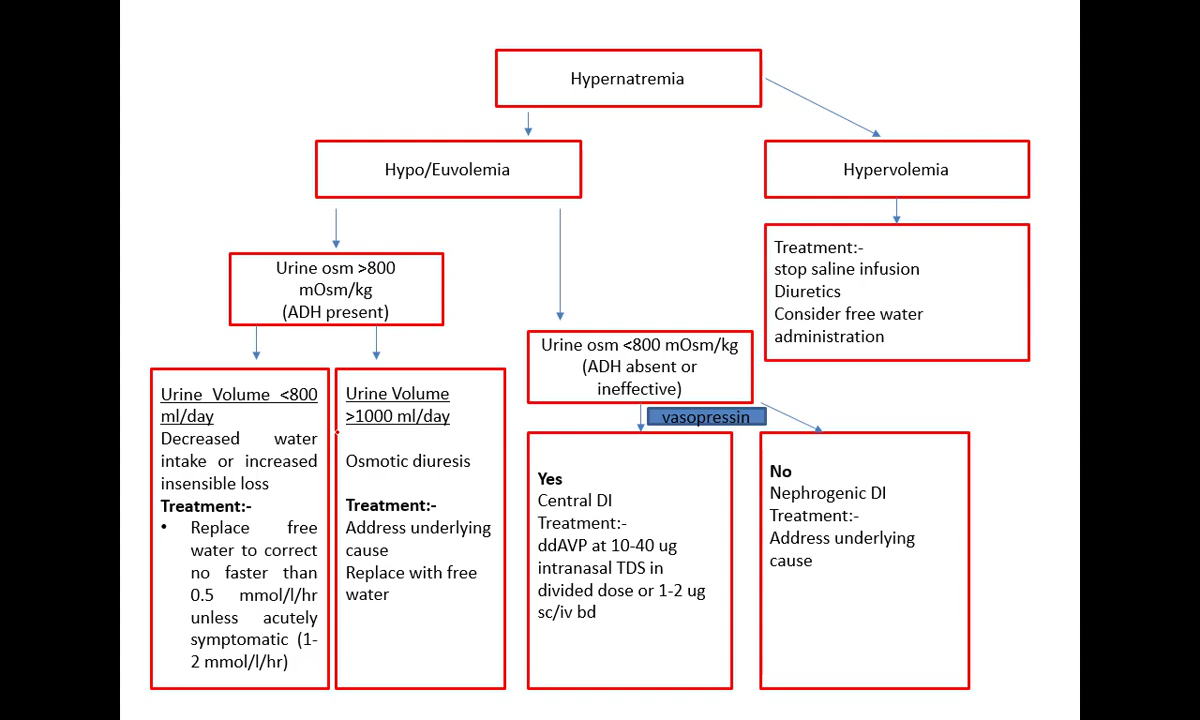 Hypernatremia
Hypo/Euvolemia
Hypervolemia
Treatment:-
stop saline infusion
Diuretics
Consider free water
administration
Urine osm >800
mOsm/kg
(ADH present)
Urine osm <800 mOsm/kg
(ADH absent or
ineffective)
vasopressin
Urine Volume <800
ml/day
Decreased water
intake or increased
insensible loss
Treatment:-
• Replace free
water to correct
no faster than
0.5 mmol/l/hr
unless acutely
symptomatic (1-
2 mmol/l/hr)
Urine Volume
>1000 ml/day
Osmotic diuresis
Treatment:-
Address underlying
cause
Replace with free
water
Yes
Central DI
Treatment:-
ddAVP at 10-40 ug
intranasal TDS in
divided dose or 1-2 ug
sc/iv bd
No
Nephrogenic DI
Treatment:-
Address underlying
cause